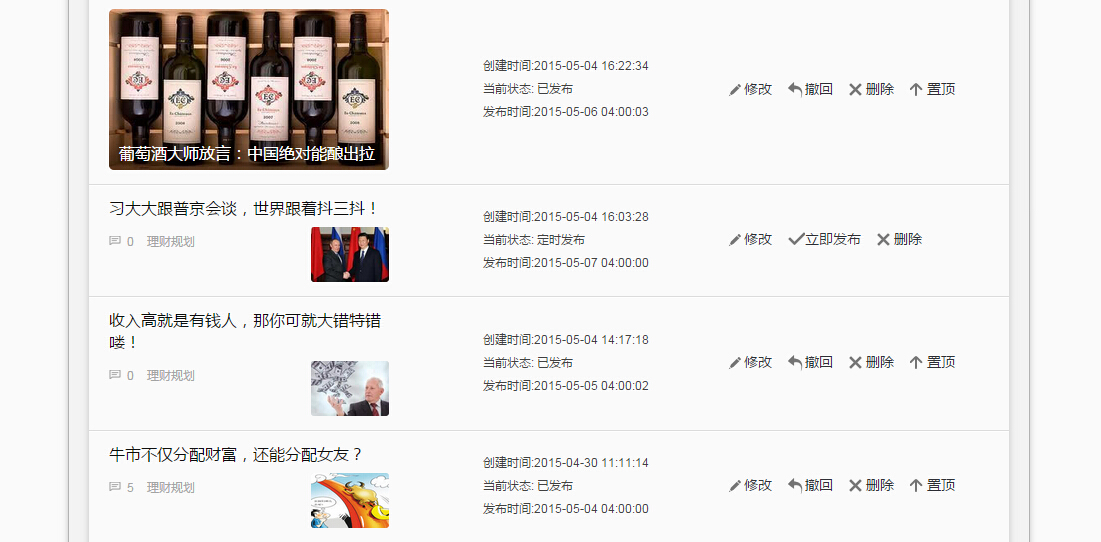 葡萄酒大师放言：中国绝对能酿出拉
创建时间:2015-05-04 16:22:34
当前状态: 已发布
发布时间:2015-05-06 04:00:03
修改 撤回 删除 置顶
习大大跟普京会谈，世界跟着抖三抖！
0 理财规划
创建时间:2015-05-04 16:03:28
当前状态: 定时发布
发布时间:2015-05-07 04:00:00
修改 立即发布 删除
收入高就是有钱人，那你可就大错特错
喽！
0 理财规划
创建时间:2015-05-04 14:17:18
当前状态: 已发布
发布时间:2015-05-05 04:00:02
修改 撤回 删除 置顶
牛市不仅分配财富，还能分配女友？
5 理财规划
创建时间:2015-04-30 11:11:14
当前状态: 已发布
发布时间:2015-05-04 04:00:00
修改 撤回 删除 置顶